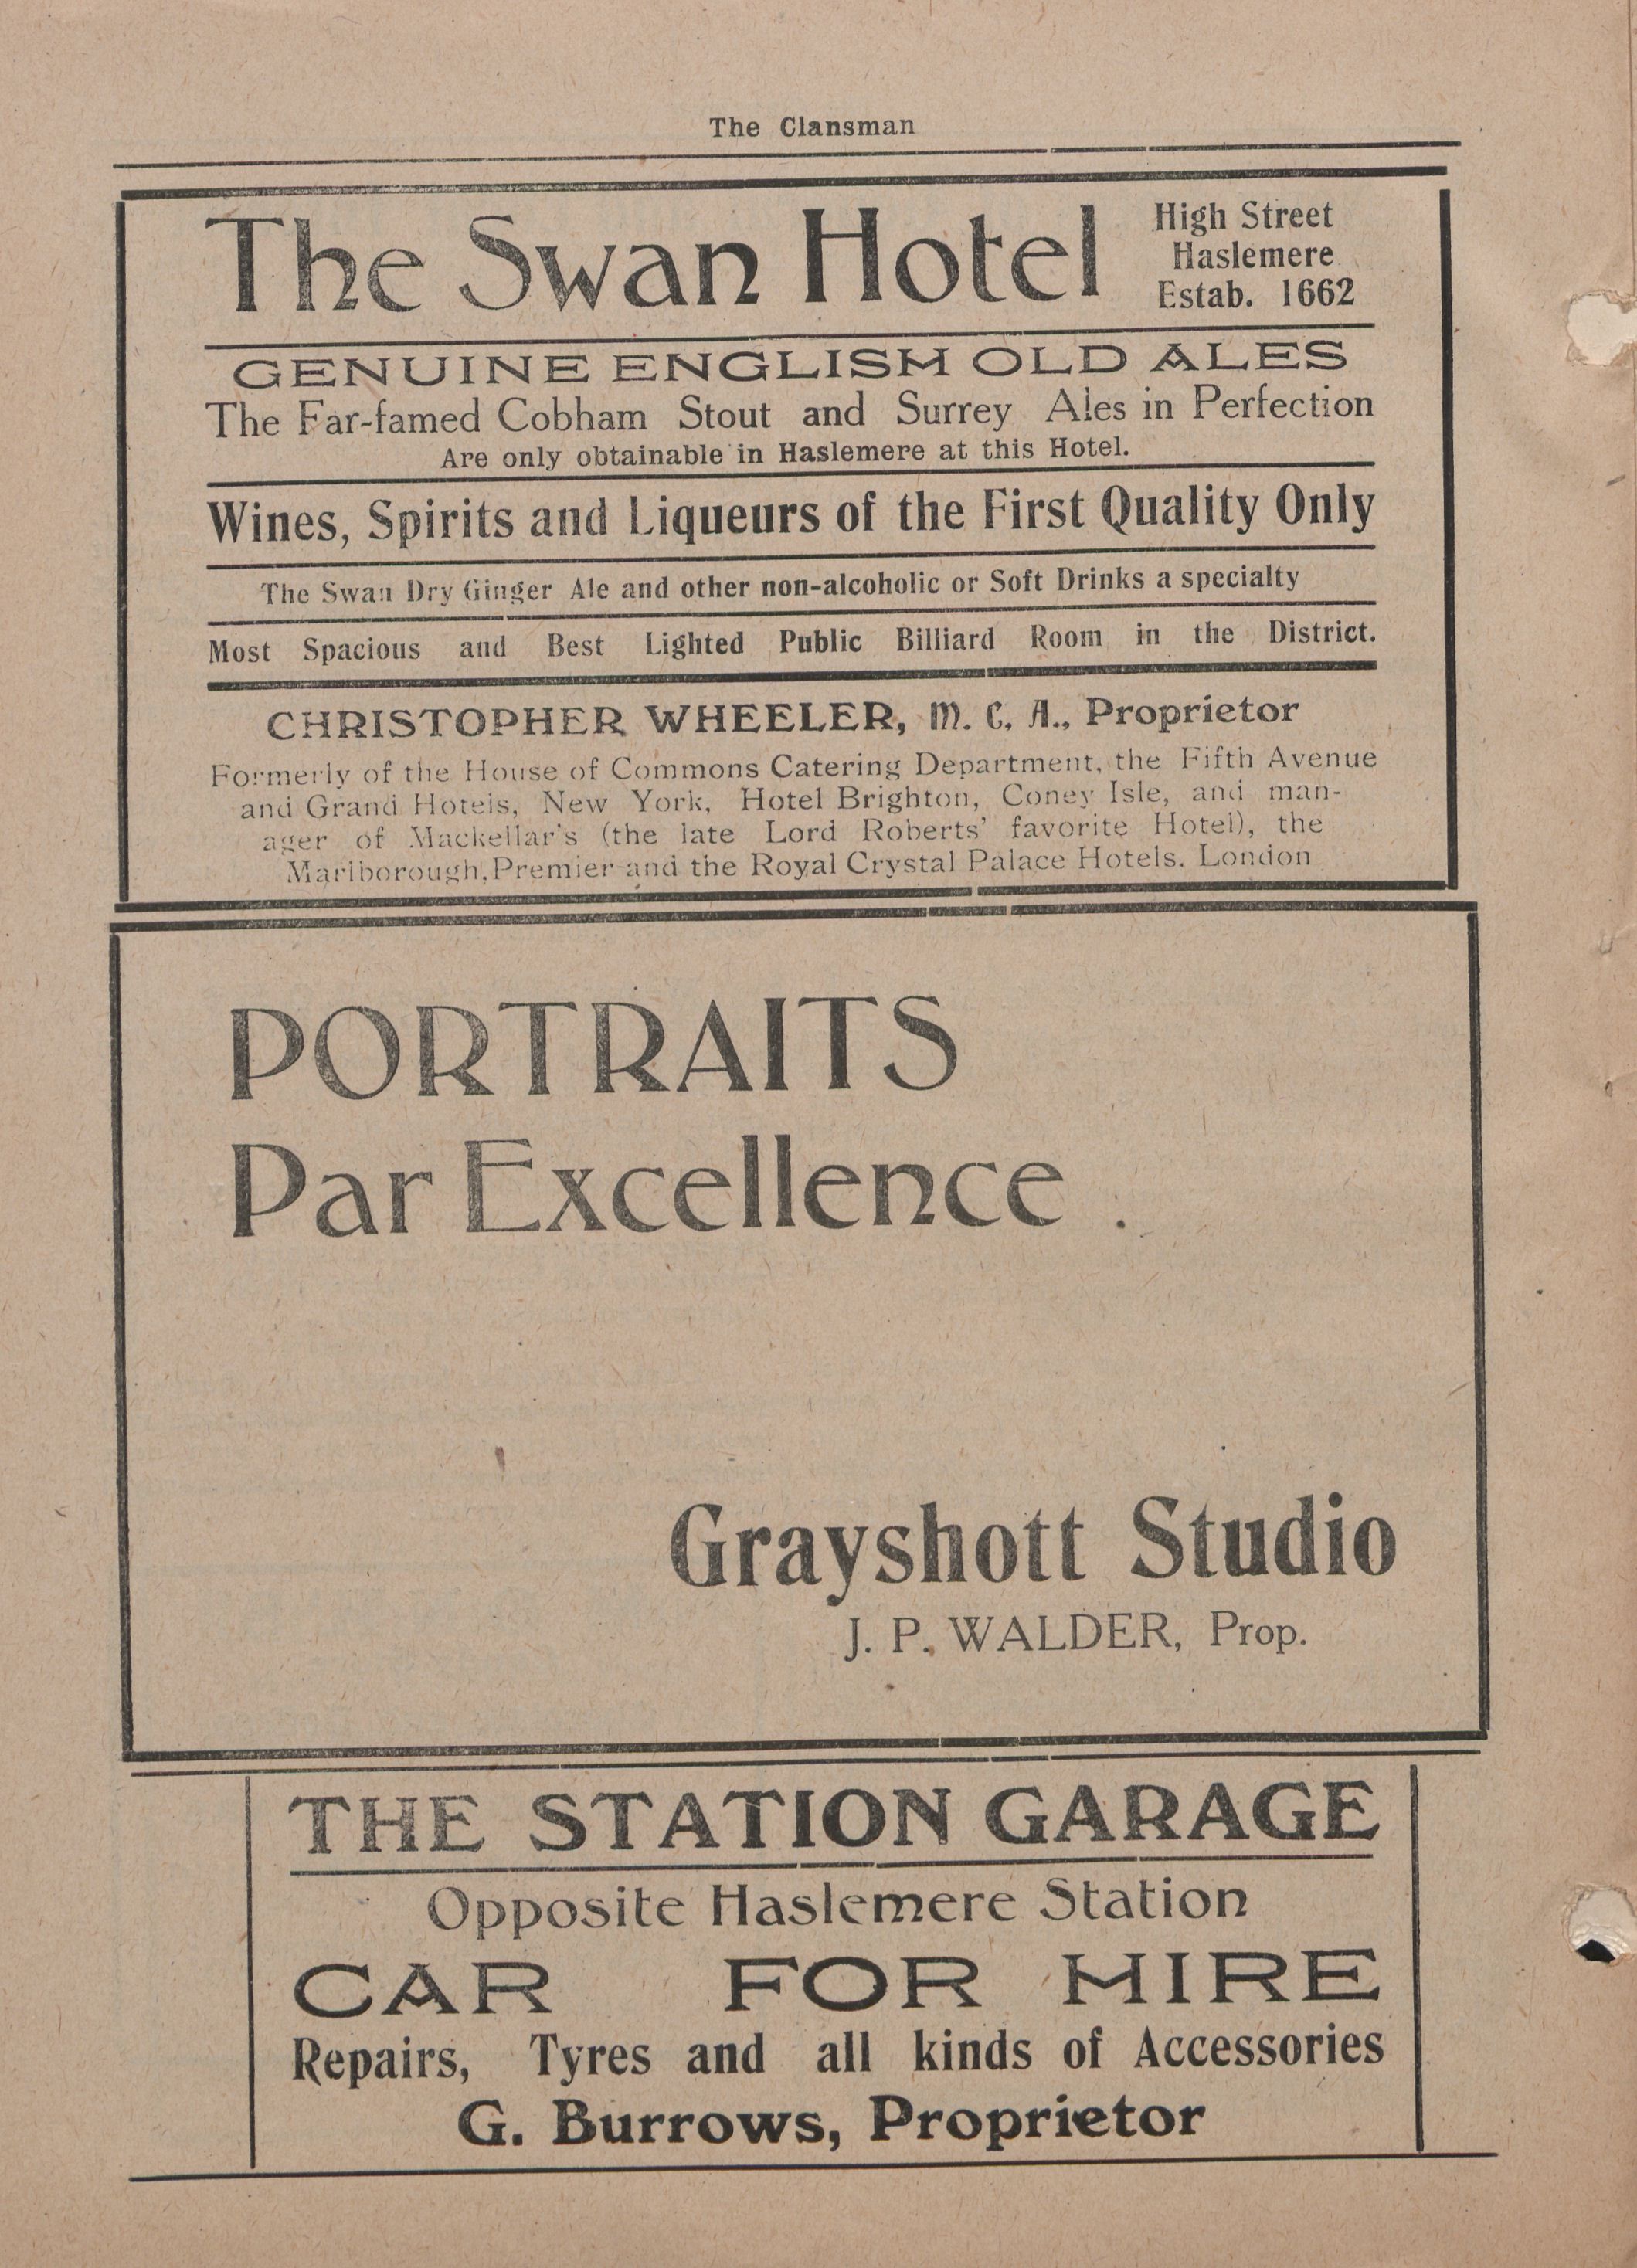 The Clansman
The Swan Hotel
High Street
Haslemere
Estab. 1662
GENUINE ENGLISH OLD ALES
The Far-famed Cobham Stout and Surrey Ales in Perfection
Are only obtainable in Haslemere at this Hotel.
Wines, Spirits and Liqueurs of the First Quality Only
The Swan Dry Ginger Ale and other non-alcoholic or Soft Drinks a specialty
Most Spacious and Best Lighted Public Billiard Room in the District.
CHRISTOPHER WHEELER, M. C. A., Proprietor
Formerly of the House of Commons Catering Department, the Fifth Avenue
and Grand Hotels, New York, Hotel Brighton, Coney Isle, and man-
ager of Mackellar's (the late Lord Roberts' favorite Hotel), the
Marlborough, Premier and the Royal Crystal Palace Hotels. London
PORTRAITS
Par Excellence .
Grayshott Studio
J. P. WALDER, Prop.
THE STATION GARAGE
Opposite Haslemere Station
CAR FOR HIRE
Repairs, Tyres and all kinds of Accessories
G. Burrows, Proprietor